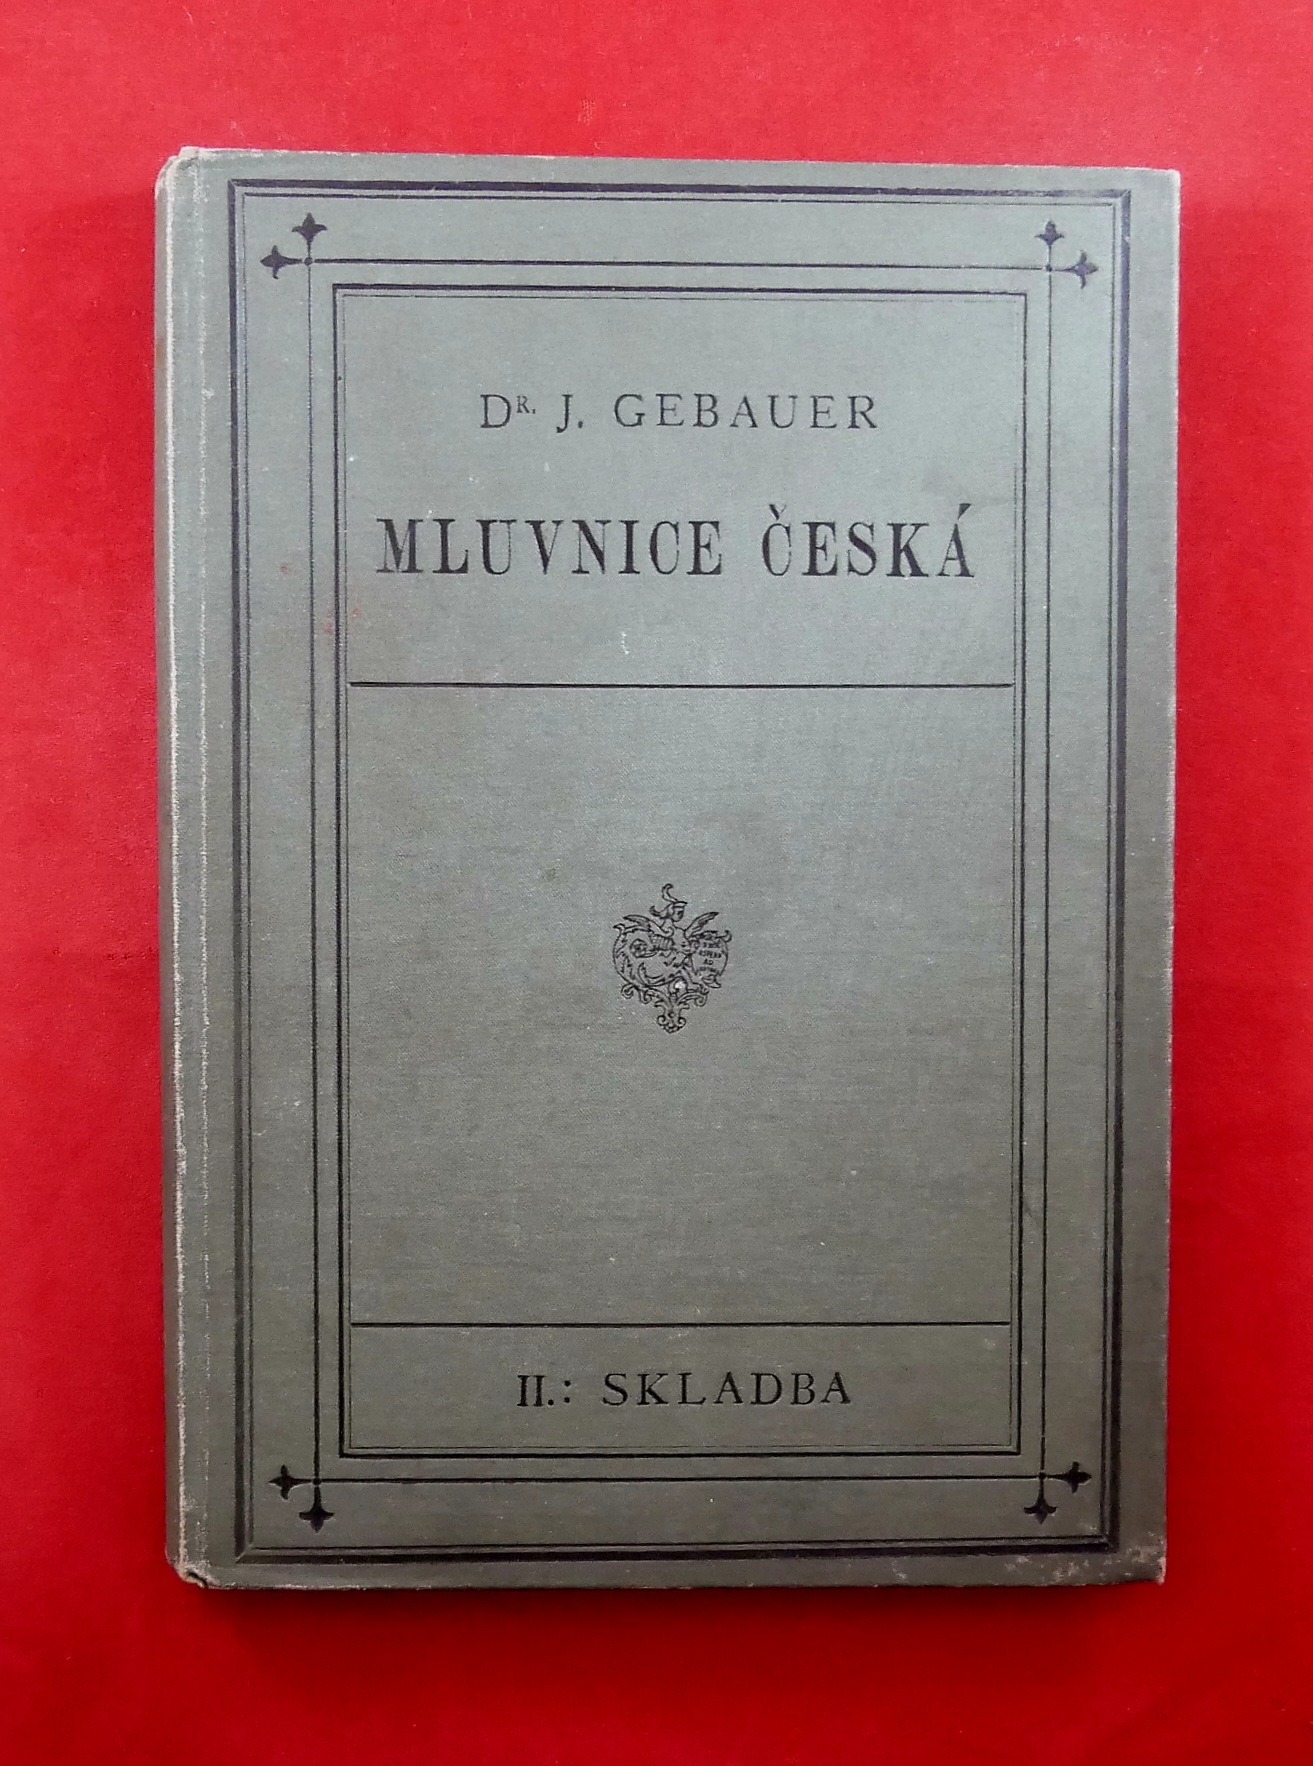 DR. J. GEBAUER
MLUVNICE ČESKÁ
II.: SKLADBA